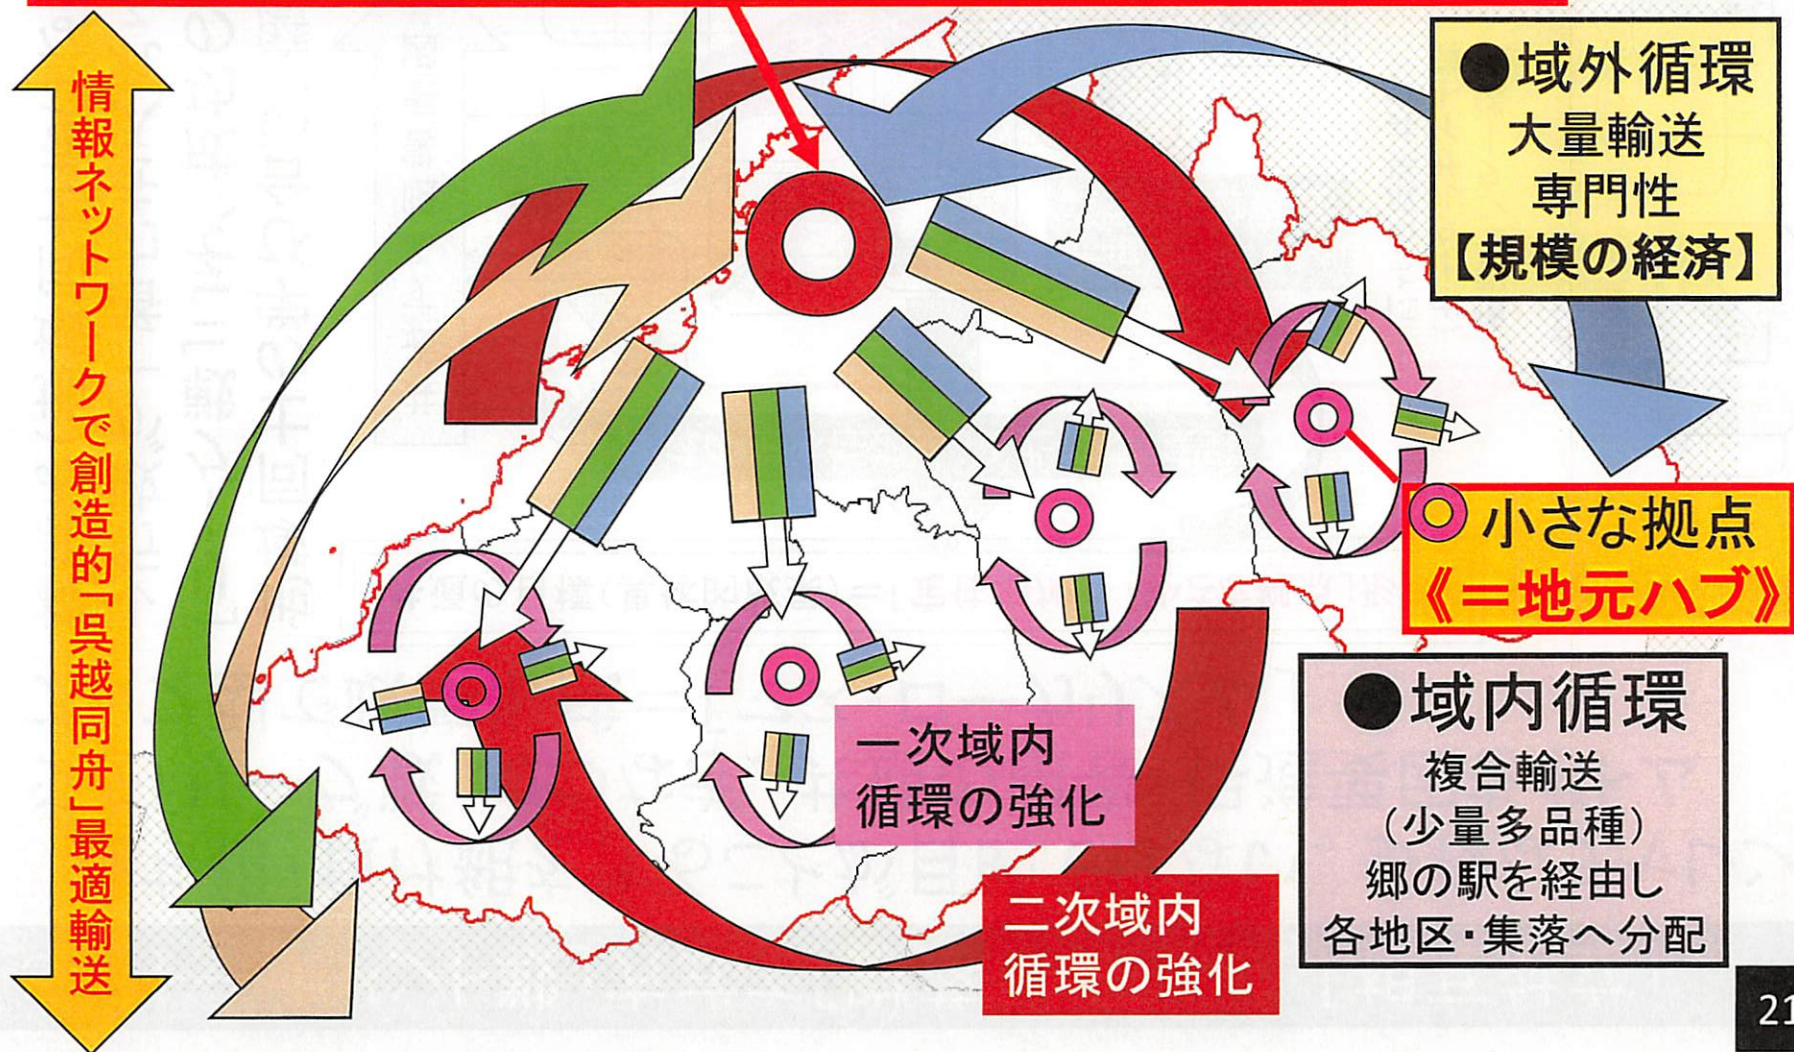 情報ネットワークで創造的「呉越同舟」最適輸送
●域外循環
大量輸送
専門性
【規模の経済】
小さな拠点
《＝地元ハブ》
一次域内
循環の強化
二次域内
循環の強化
●域内循環
複合輸送
（少量多品種）
郷の駅を経由し
各地区・集落へ分配
21